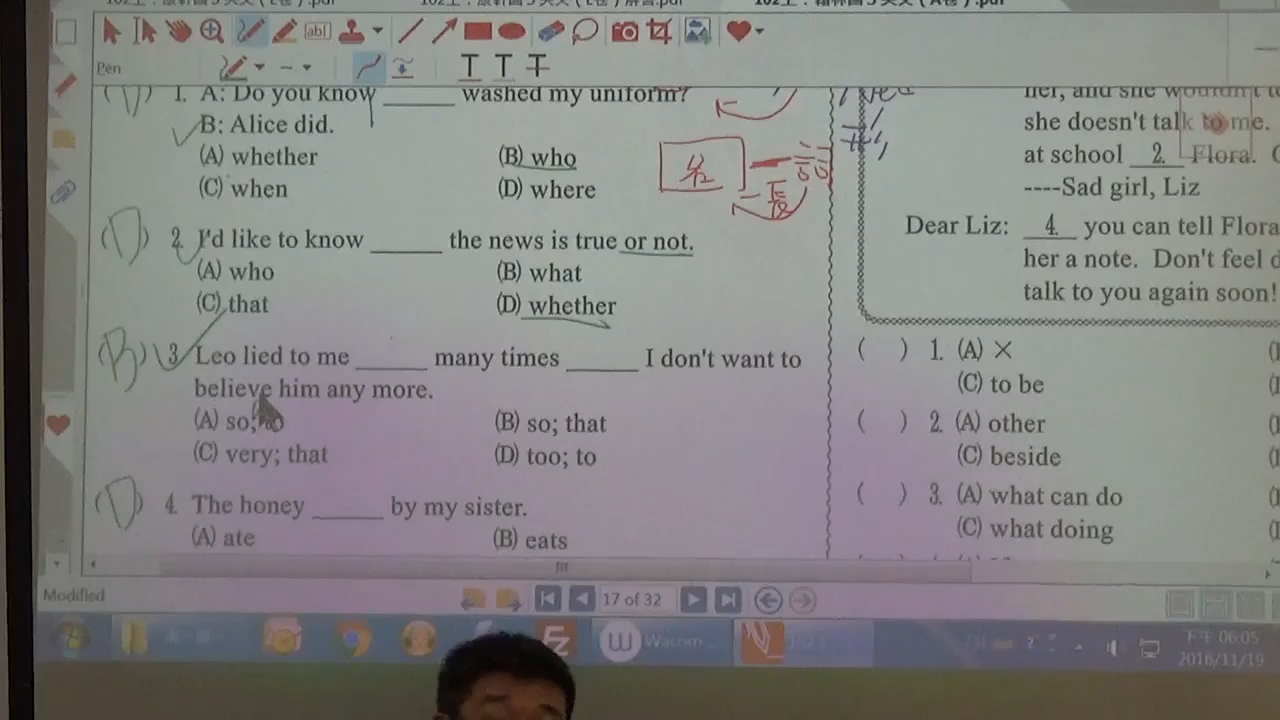 Pen
1. A: Do you know ______ washed my uniform?
B: Alice did.
(A) whether (B) who
(C) when (D) where
(D) 2. I'd like to know ______ the news is true or not.
(A) who (B) what
(C) that (D) whether
(B) 3. Leo lied to me ______ many times ______ I don't want to
believe him any more.
(A) so; (B) so; that
(C) very; that (D) too; to
(D) 4. The honey ______ by my sister.
(A) ate (B) eats
名
she doesn't talk to me.
at school 2. Flora.
----Sad girl, Liz
Dear Liz: 4. you can tell Flora
her a note. Don't feel
talk to you again soon!
( ) 1. (A) ×
(C) to be
( ) 2. (A) other
(C) beside
( ) 3. (A) what can do
(C) what doing
Modified
17 of 32
Wacom...
下午 06:05
2016/11/19